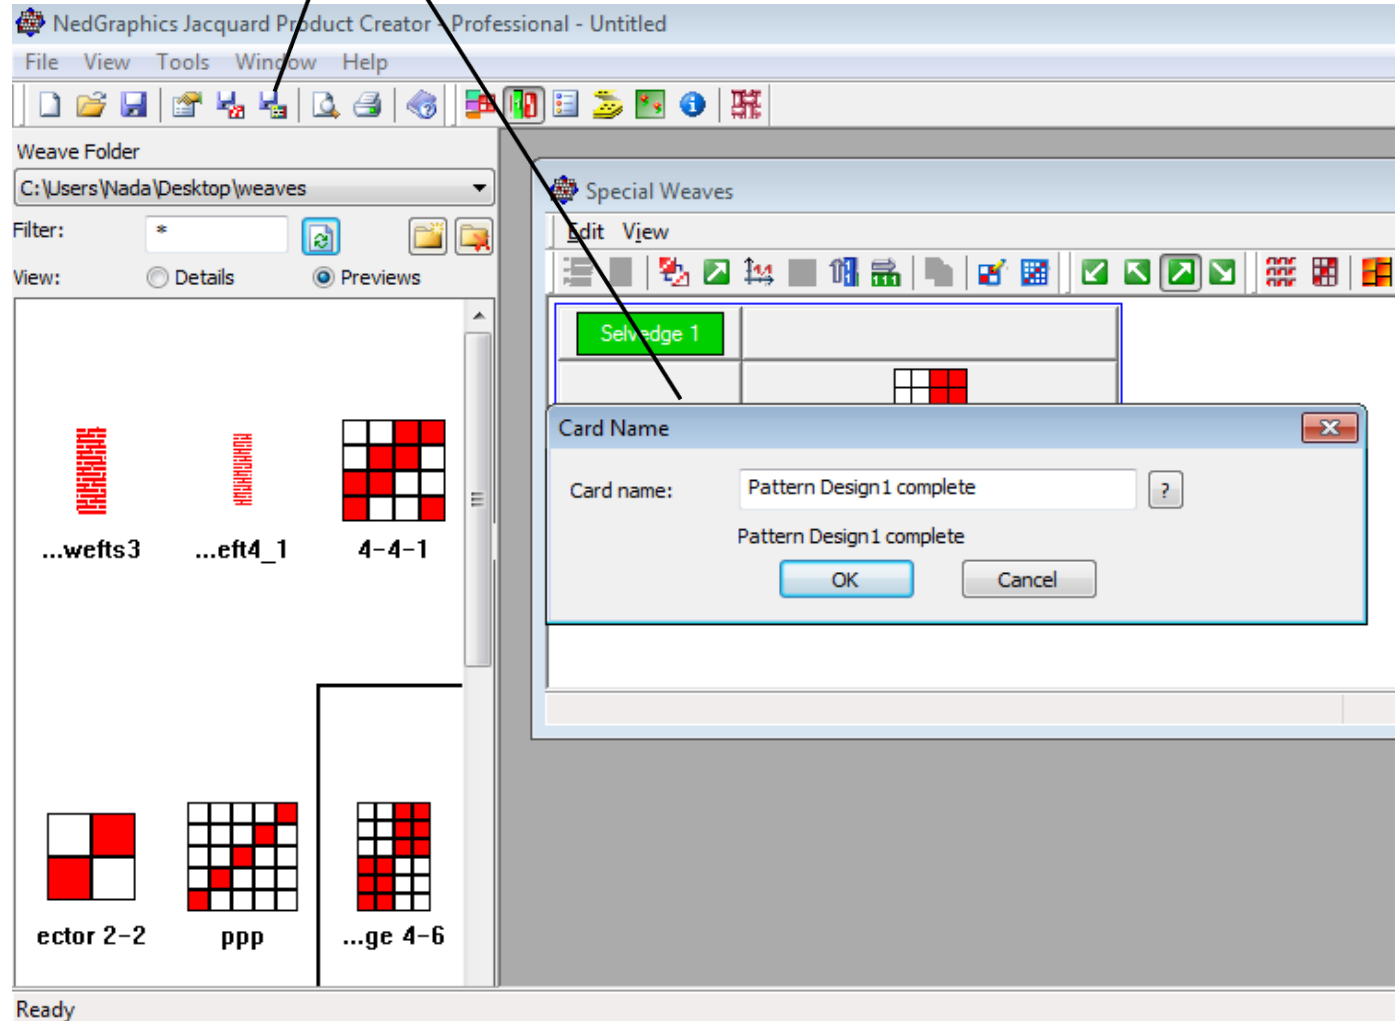 NedGraphics Jacquard Product Creator - Professional - Untitled
File View Tools Window Help
Weave Folder
C:\Users\Nada\Desktop\weaves
Filter: *
View: Details Previews
...wefts3 ...eft4_1 4-4-1
ector 2-2 ppp ...ge 4-6
Special Weaves
Edit View
Selvedge 1
Card Name
Card name: Pattern Design1 complete ?
Pattern Design1 complete
OK Cancel
Ready